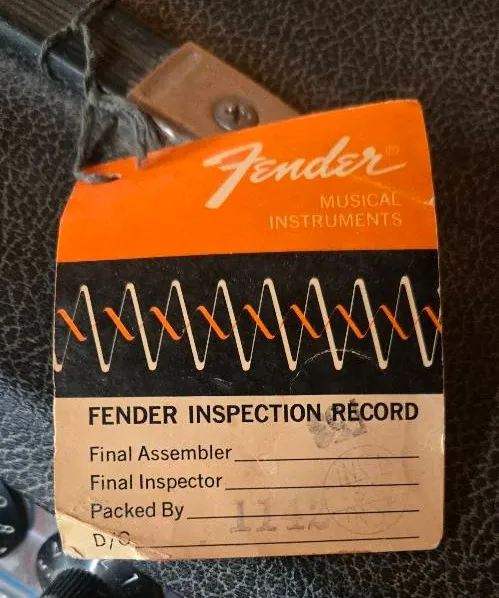 Fender®
MUSICAL
INSTRUMENTS
FENDER INSPECTION RECORD
Final Assembler
Final Inspector
Packed By
D/C